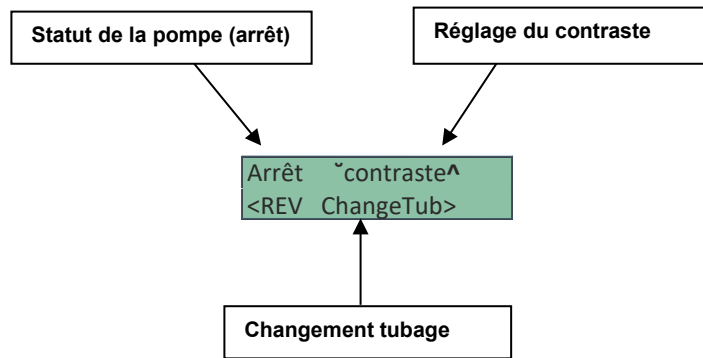 Statut de la pompe (arrêt)
Réglage du contraste
Arrêt ˘contraste^
<REV ChangeTub>
Changement tubage